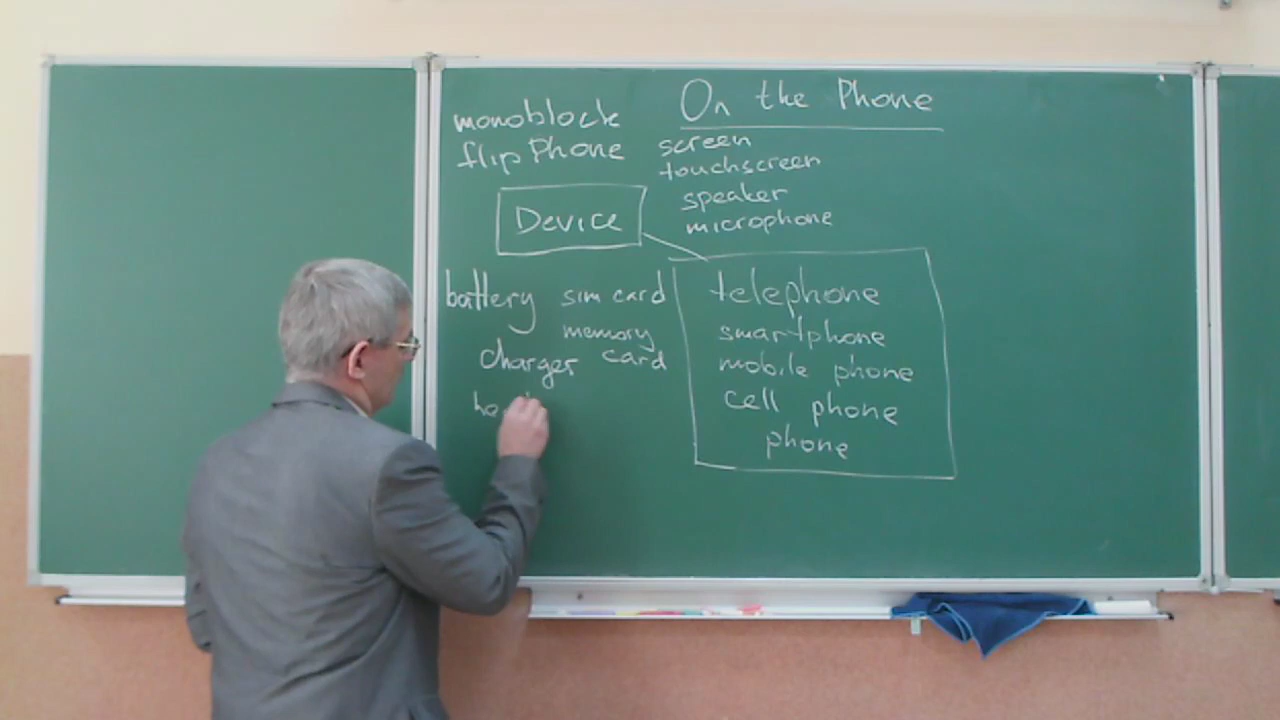 On the Phone
monoblock
flip Phone
screen
touchscreen
speaker
microphone
Device
battery
sim card
memory
card
charger
telephone
smartphone
mobile phone
cell phone
phone